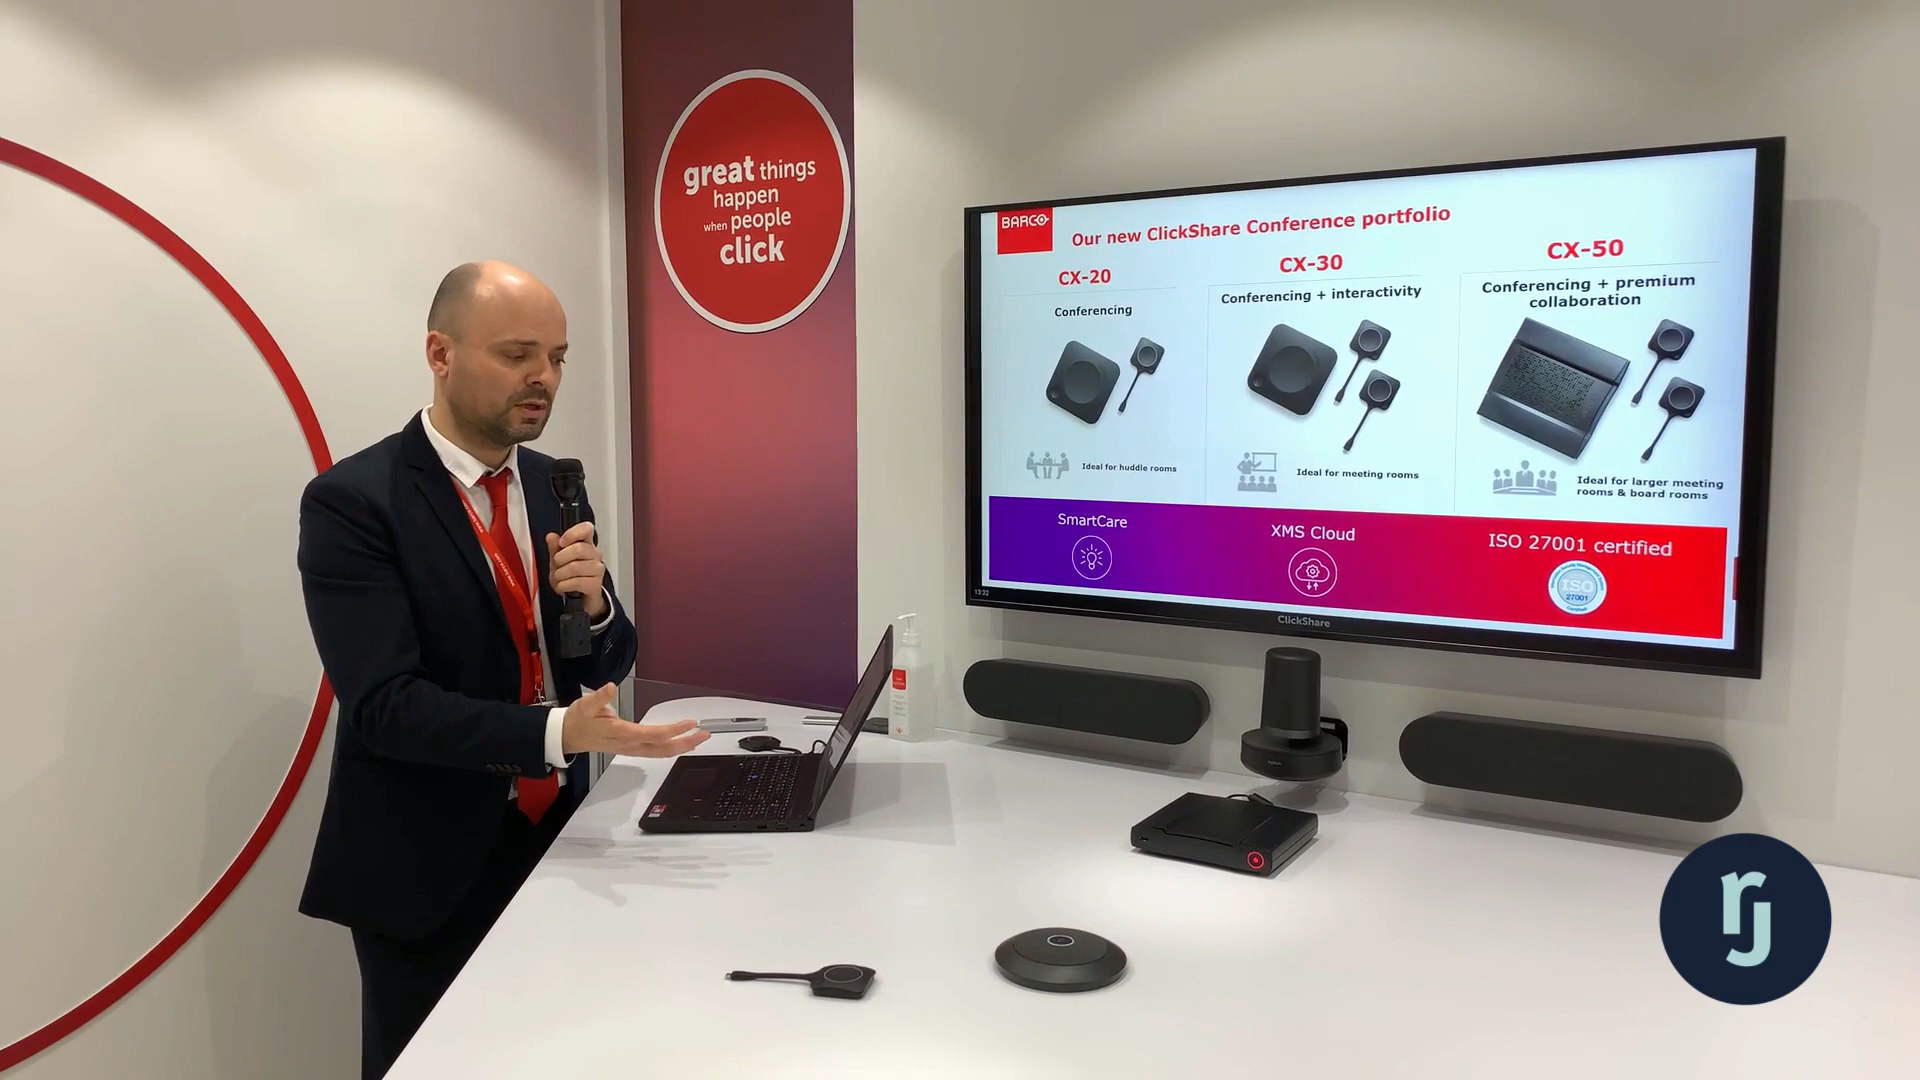 great things
happen
when people
click
BARCO
Our new ClickShare Conference portfolio
CX-20
Conferencing
Ideal for huddle rooms
CX-30
Conferencing + interactivity
Ideal for meeting rooms
CX-50
Conferencing + premium
collaboration
Ideal for larger meeting
rooms & board rooms
SmartCare
XMS Cloud
ISO 27001 certified
ISO
27001
13:32
ClickShare
rj